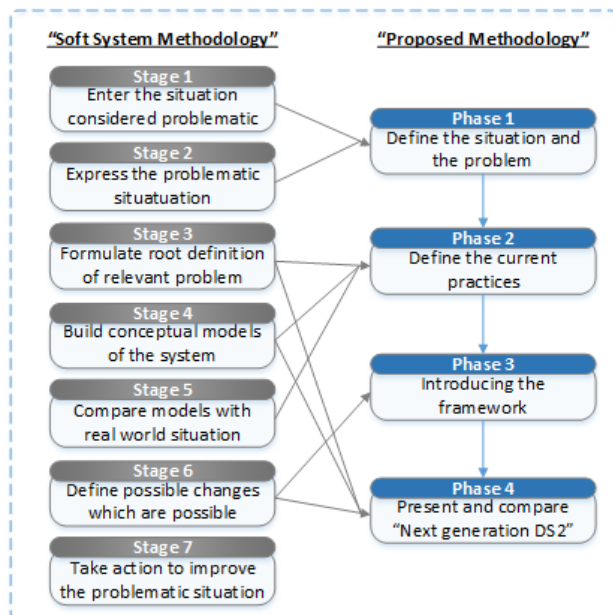 “Soft System Methodology”
Stage 1
Enter the situation
considered problematic
Stage 2
Express the problematic
situatuation
Stage 3
Formulate root definition
of relevant problem
Stage 4
Build conceptual models
of the system
Stage 5
Compare models with
real world situation
Stage 6
Define possible changes
which are possible
Stage 7
Take action to improve
the problematic situation
“Proposed Methodology”
Phase 1
Define the situation and
the problem
Phase 2
Define the current
practices
Phase 3
Introducing the
framework
Phase 4
Present and compare
“Next generation DS2”